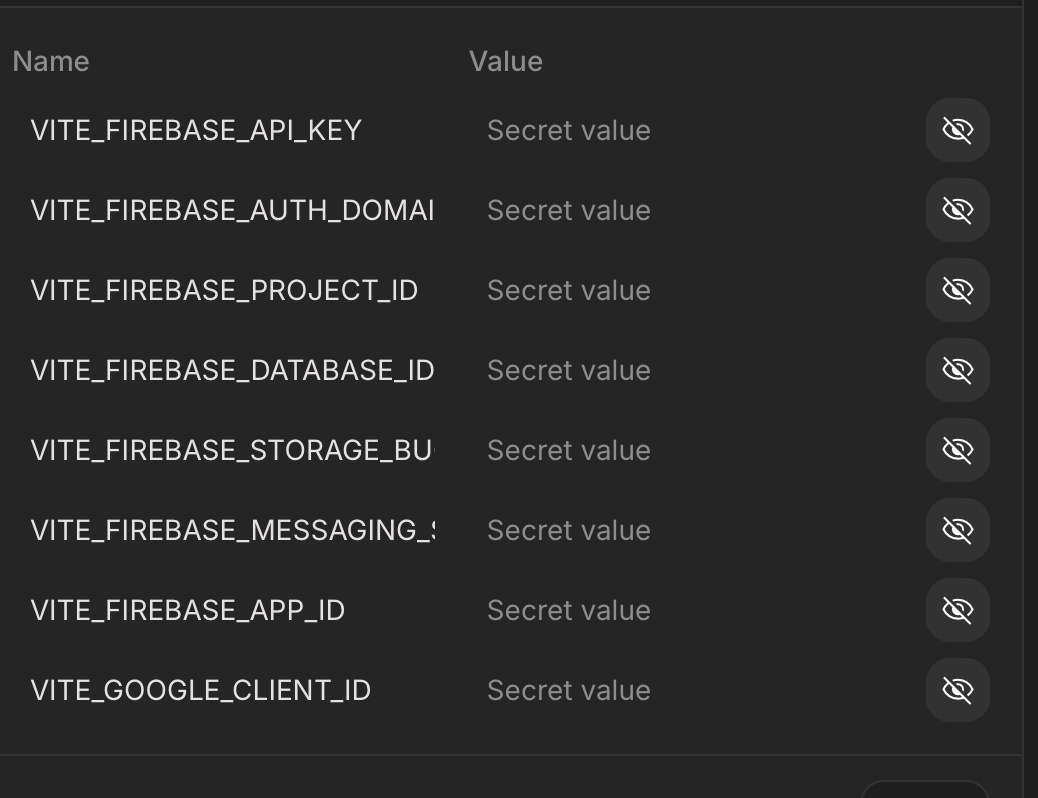 Name Value
VITE_FIREBASE_API_KEY Secret value
VITE_FIREBASE_AUTH_DOMAI Secret value
VITE_FIREBASE_PROJECT_ID Secret value
VITE_FIREBASE_DATABASE_ID Secret value
VITE_FIREBASE_STORAGE_BU Secret value
VITE_FIREBASE_MESSAGING_S Secret value
VITE_FIREBASE_APP_ID Secret value
VITE_GOOGLE_CLIENT_ID Secret value